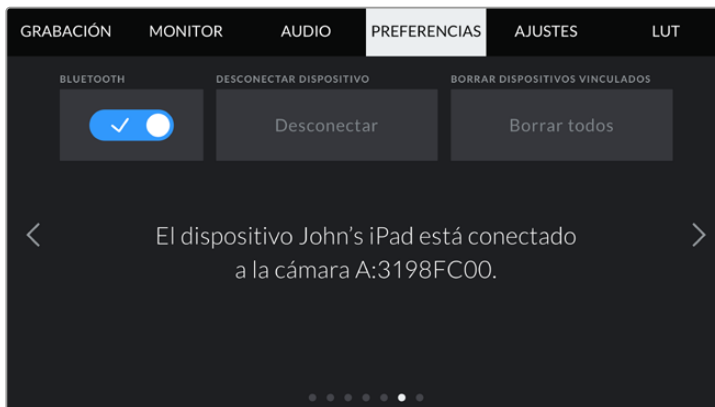 GRABACIÓN MONITOR AUDIO PREFERENCIAS AJUSTES LUT
BLUETOOTH DESCONECTAR DISPOSITIVO BORRAR DISPOSITIVOS VINCULADOS
Desconectar Borrar todos
El dispositivo John’s iPad está conectado
a la cámara A:3198FC00.